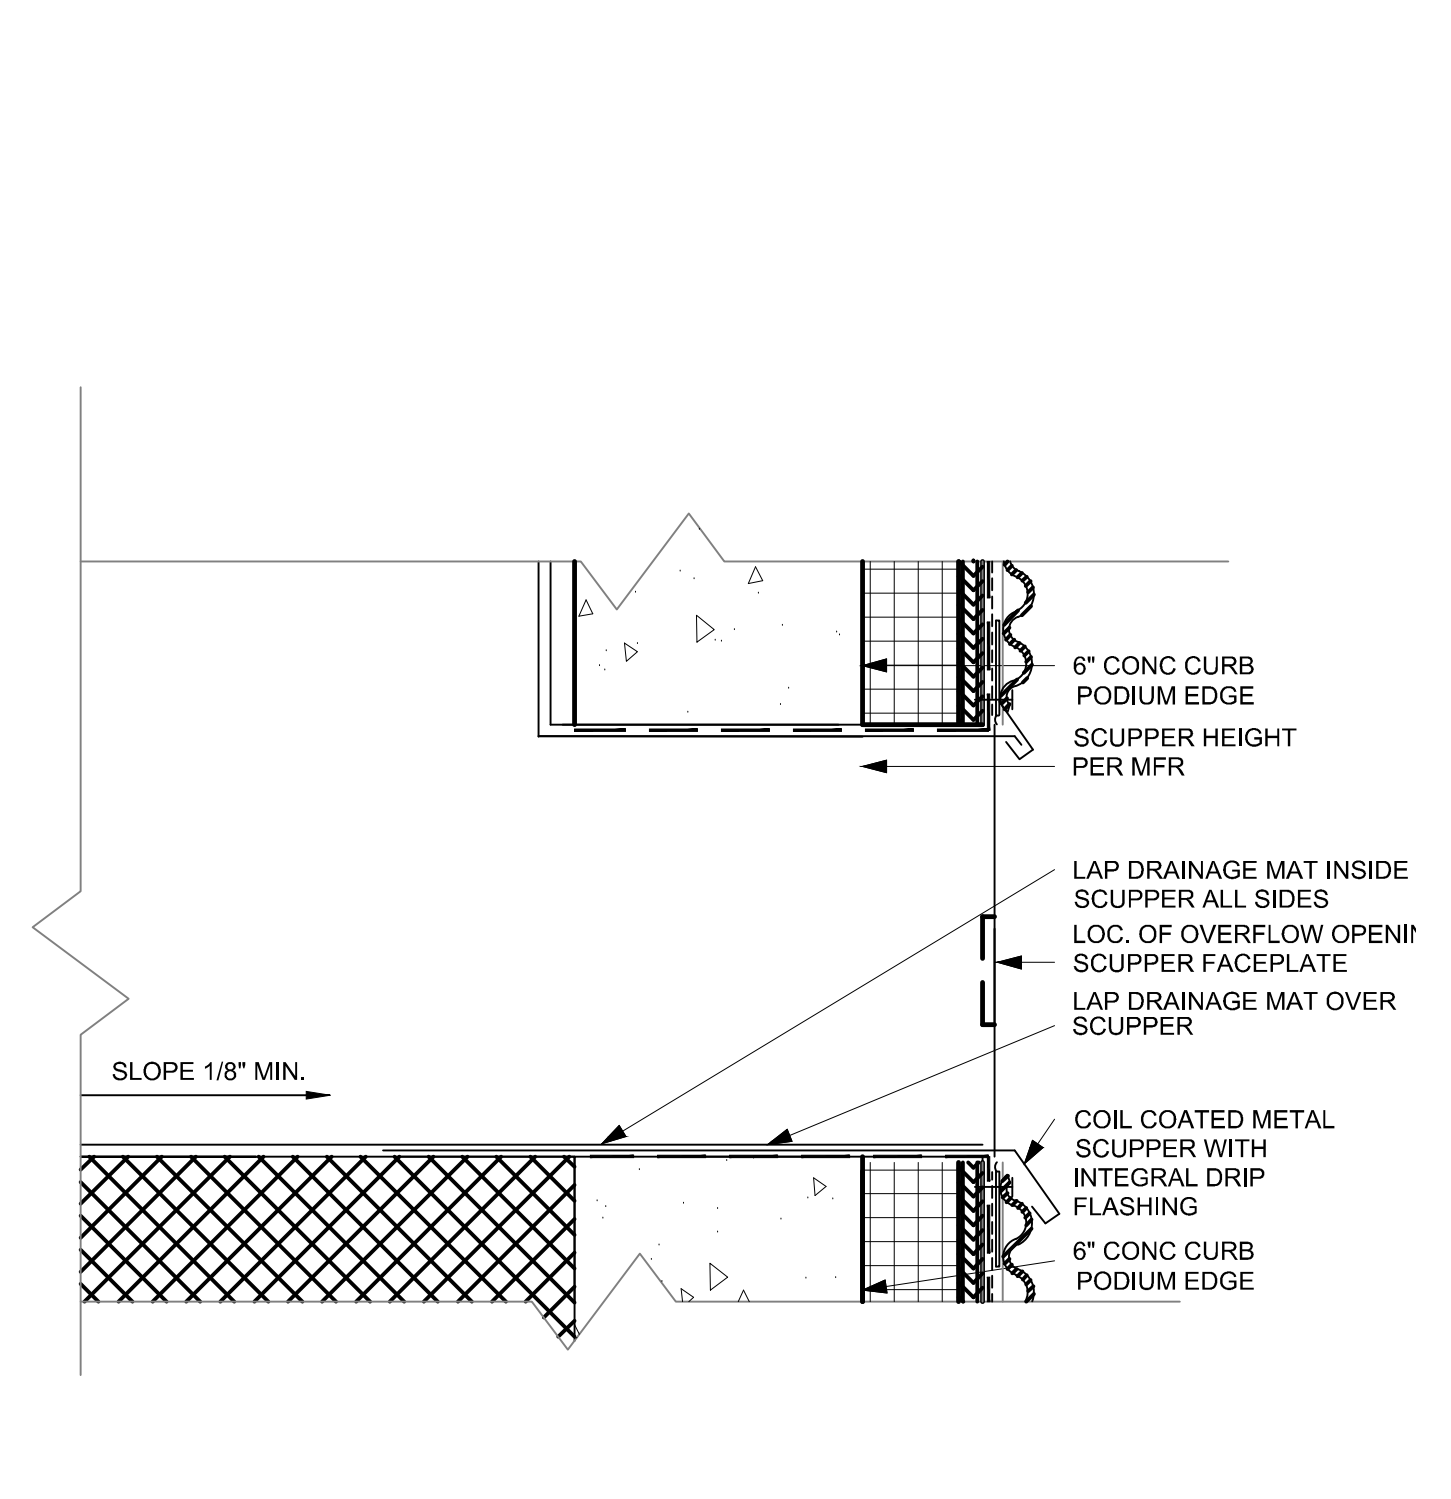 6" CONC CURB
PODIUM EDGE
SCUPPER HEIGHT
PER MFR
LAP DRAINAGE MAT INSIDE
SCUPPER ALL SIDES
LOC. OF OVERFLOW
SCUPPER FACEPLATE
LAP DRAINAGE MAT OVER
SCUPPER
SLOPE 1/8" MIN.
COIL COATED METAL
SCUPPER WITH
INTEGRAL DRIP
FLASHING
6" CONC CURB
PODIUM EDGE